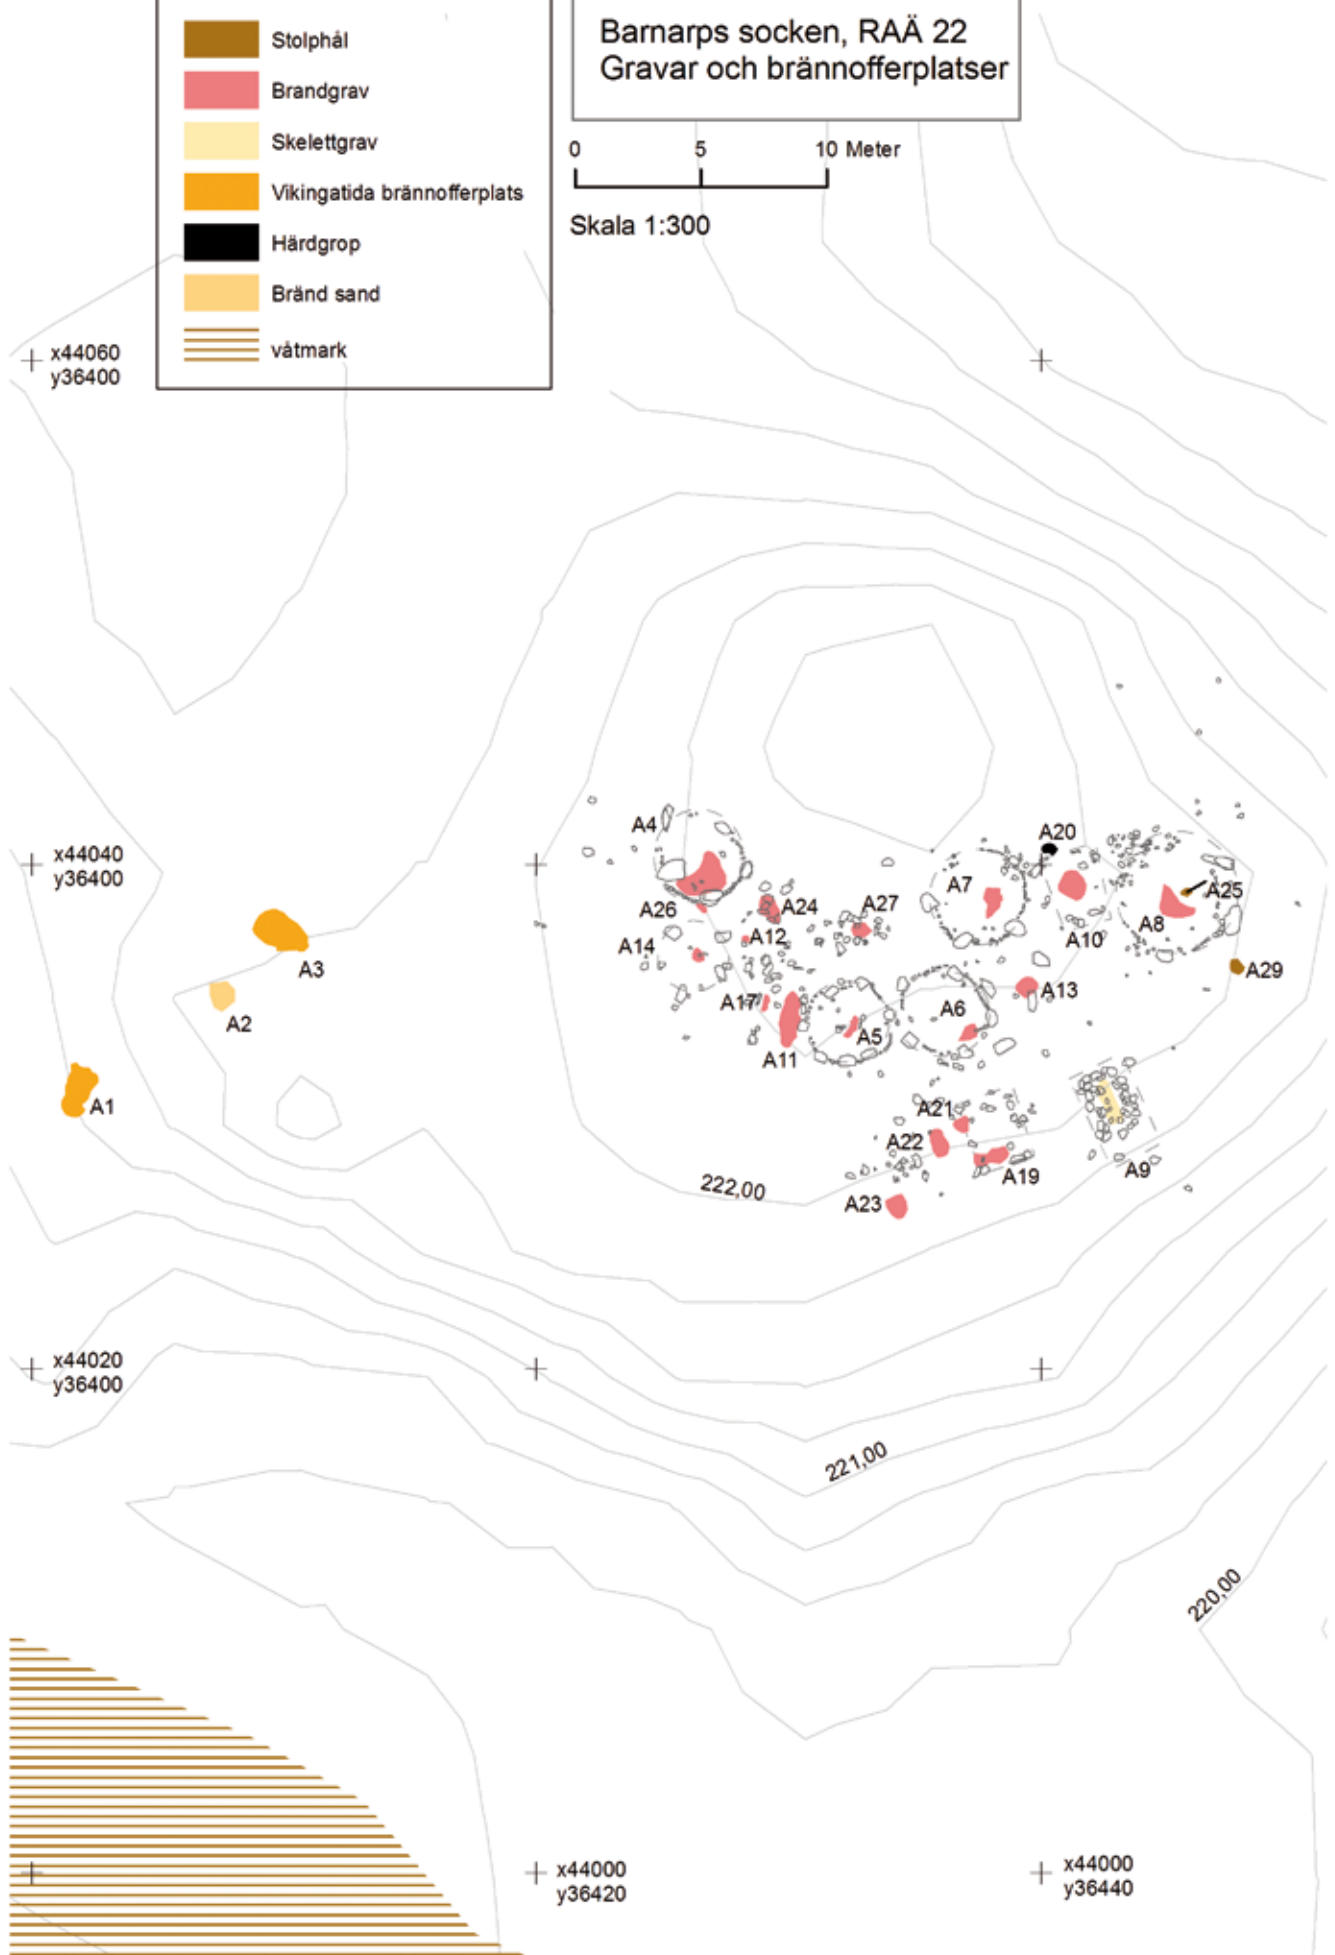 Stolphål
Brandgrav
Skelettgrav
Vikingatida brännofferplats
Härdgrop
Bränd sand
våtmark
Barnarps socken, RAÄ 22
Gravar och brännofferplatser
0 5 10 Meter
Skala 1:300
x44060
y36400
x44040
y36400
A4
A20
A7
A25
A26
A24
A27
A8
A14
A12
A10
A3
A29
A2
A17
A13
A6
A5
A11
A1
A21
A22
A19
A9
A23
222,00
x44020
y36400
221,00
220,00
x44000
y36420
x44000
y36440